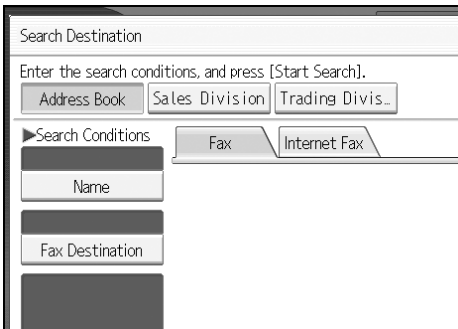 Search Destination
Enter the search conditions, and press [Start Search].
Address Book Sales Division Trading Divis...
▶Search Conditions
Fax Internet Fax
Name
Fax Destination